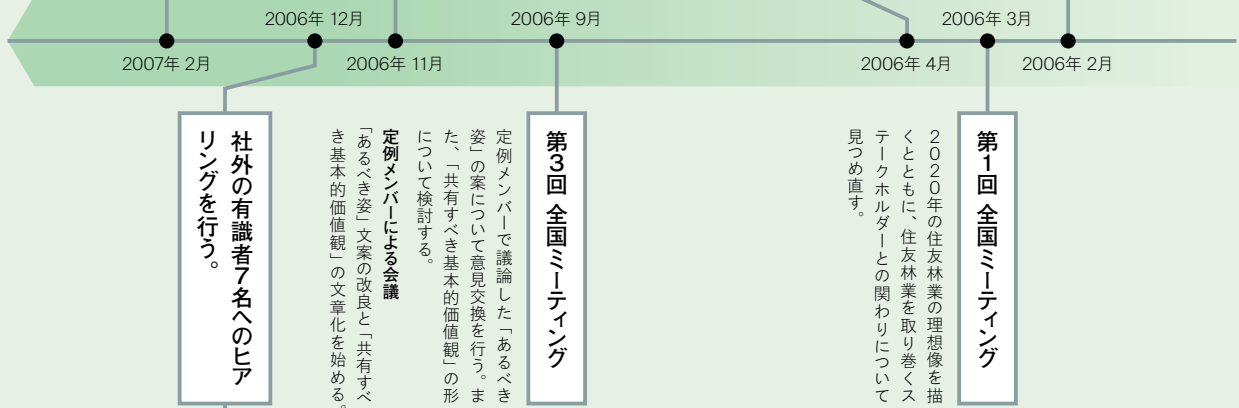 2006年 12月
2006年 9月
2006年 3月
2007年 2月
2006年 11月
2006年 4月
2006年 2月
第1回 全国ミーティング
2020年の住友林業の理想像を描
くとともに、住友林業を取り巻くス
テークホルダーとの関わりについて
見つめ直す。
第3回 全国ミーティング
定例メンバーで議論した「あるべき
姿」の案について意見交換を行う。ま
た、「共有すべき基本的価値観」の形
について検討する。
定例メンバーによる会議
「あるべき姿」文案の改良と「共有すべ
き基本的価値観」の文章化を始める。
社外の有識者7名へのヒア
リングを行う。